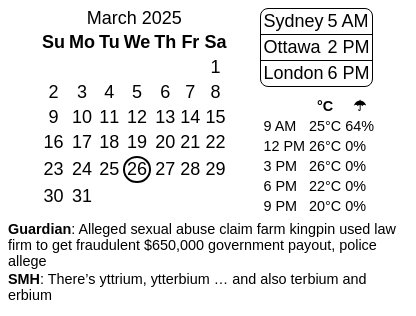 March 2025
Su Mo Tu We Th Fr Sa
1
2 3 4 5 6 7 8
9 10 11 12 13 14 15
16 17 18 19 20 21 22
23 24 25 26 27 28 29
30 31
Sydney 5 AM
Ottawa 2 PM
London 6 PM
°C ☂
9 AM 25°C 64%
12 PM 26°C 0%
3 PM 26°C 0%
6 PM 22°C 0%
9 PM 20°C 0%
Guardian: Alleged sexual abuse claim farm kingpin used law
firm to get fraudulent $650,000 government payout, police
allege
SMH: There’s yttrium, ytterbium … and also terbium and
erbium